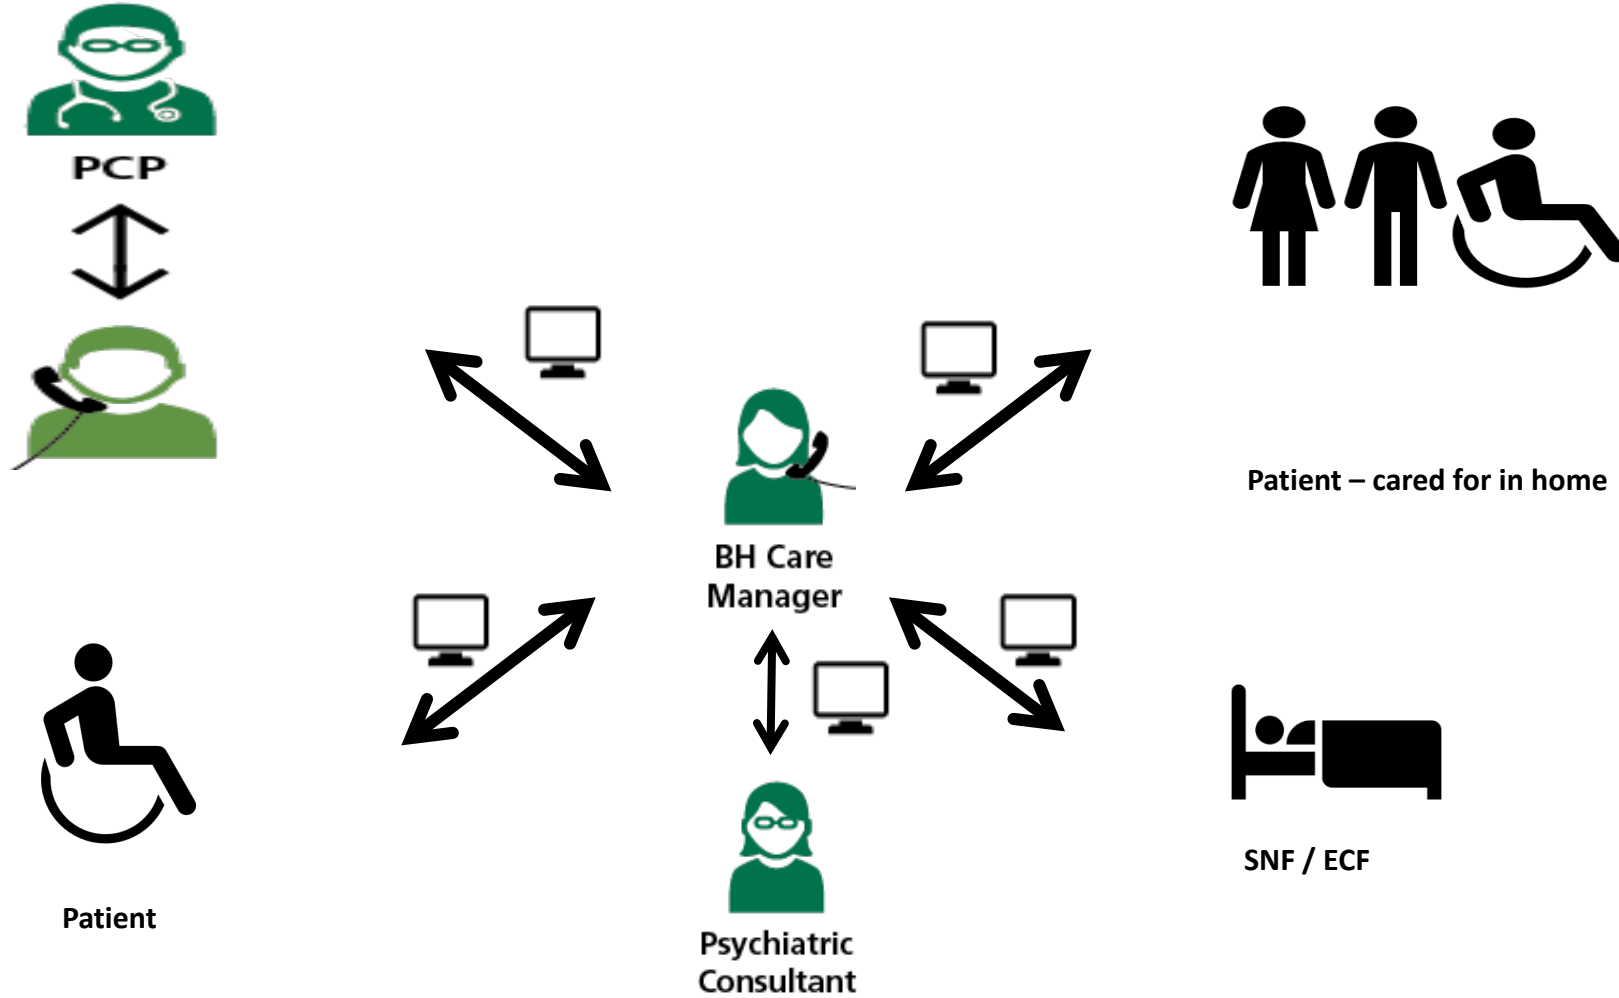 PCP
Patient – cared for in home
BH Care
Manager
SNF / ECF
Patient
Psychiatric
Consultant